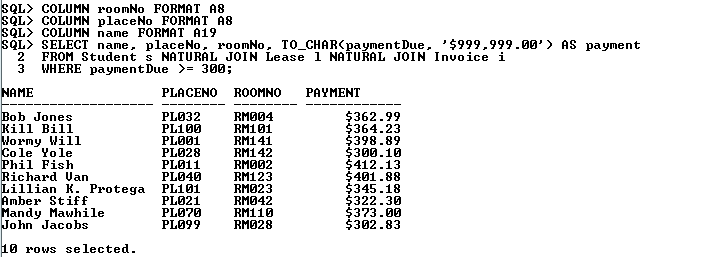 SQL> COLUMN roomNo FORMAT A8
SQL> COLUMN placeNo FORMAT A8
SQL> COLUMN name FORMAT A19
SQL> SELECT name, placeNo, roomNo, TO_CHAR(paymentDue, '$999,999.00') AS payment
  2  FROM Student s NATURAL JOIN Lease l NATURAL JOIN Invoice i
  3  WHERE paymentDue >= 300;
NAME                PLACENO  ROOMNO   PAYMENT
------------------- -------- -------- ------------
Bob Jones           PL032    RM004         $362.99
Kill Bill           PL100    RM101         $364.23
Wormy Will          PL001    RM141         $398.89
Cole Yole           PL028    RM142         $300.10
Phil Fish           PL011    RM002         $412.13
Richard Van         PL040    RM123         $401.88
Lillian K. Protega  PL101    RM023         $345.18
Amber Stiff         PL021    RM042         $322.30
Mandy Mawhile       PL070    RM110         $373.00
John Jacobs         PL099    RM028         $302.83
10 rows selected.